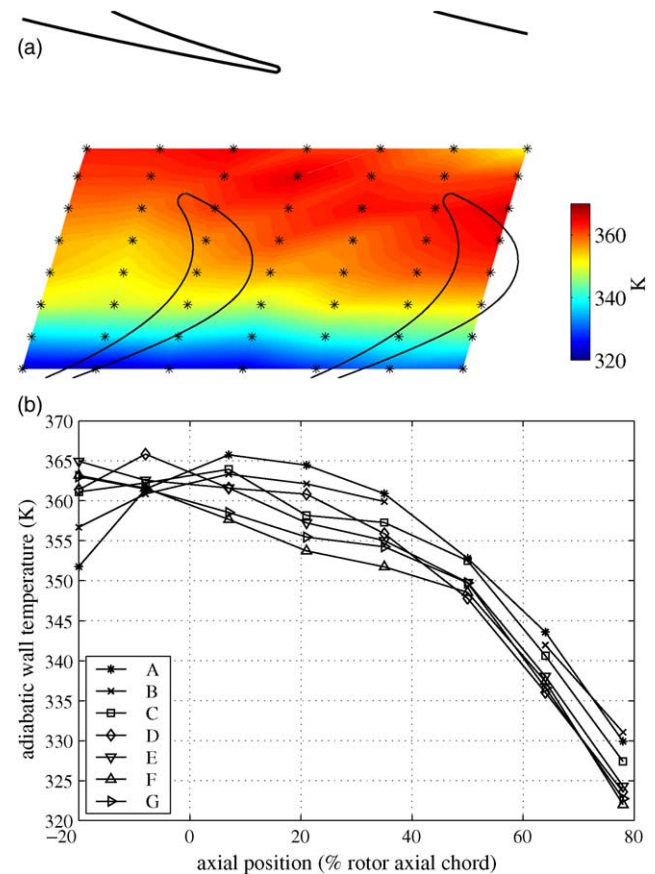 (a)
360
340
320
K
(b)
370
365
360
355
350
345
340
335
330
325
320
adiabatic wall temperature (K)
A
B
C
D
E
F
G
−20
0
20
40
60
80
axial position (% rotor axial chord)